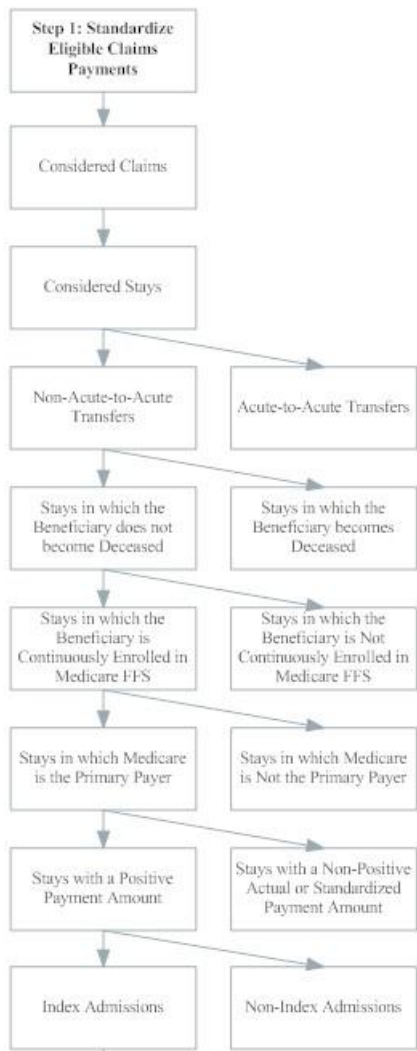 Step 1: Standardize
Eligible Claims
Payments
Considered Claims
Considered Stays
Non-Acute-to-Acute
Transfers
Acute-to-Acute Transfers
Stays in which the
Beneficiary does not
become Deceased
Stays in which the
Beneficiary becomes
Deceased
Stays in which the
Beneficiary is
Continuously Enrolled in
Medicare FFS
Stays in which the
Beneficiary is Not
Continuously Enrolled in
Medicare FFS
Stays in which Medicare
is the Primary Payer
Stays in which Medicare
is Not the Primary Payer
Stays with a Positive
Payment Amount
Stays with a Non-Positive
Actual or Standardized
Payment Amount
Index Admissions
Non-Index Admissions